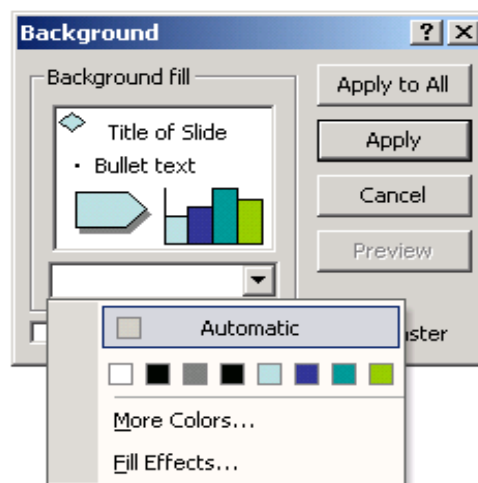 Background
Background fill
Title of Slide
• Bullet text
Apply to All
Apply
Cancel
Preview
Automatic
More Colors...
Fill Effects...